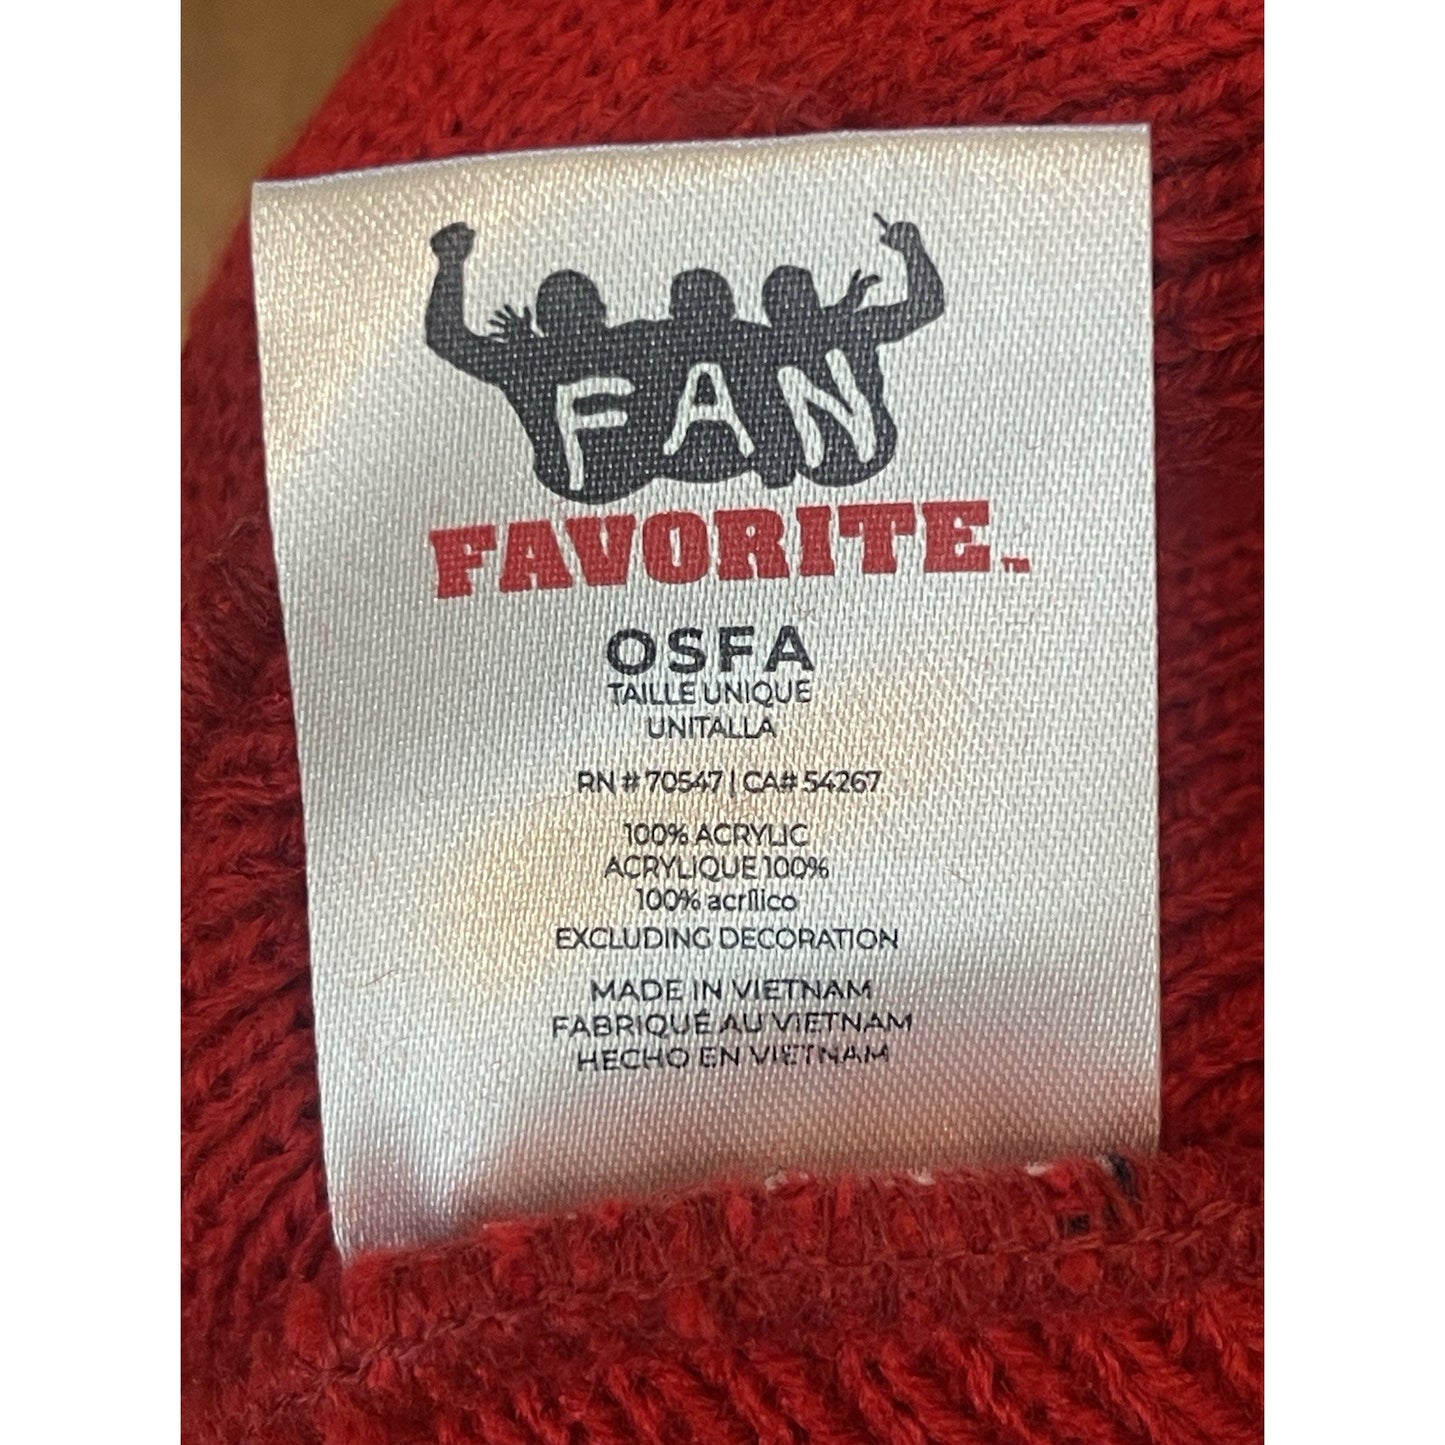 FAN
FAVORITE™
OSFA
TAILLE UNIQUE
UNITALLA
RN # 70547 | CA# 54267
100% ACRYLIC
ACRYLIQUE 100%
100% acrílico
EXCLUDING DECORATION
MADE IN VIETNAM
FABRIQUÉ AU VIETNAM
HECHO EN VIETNAM